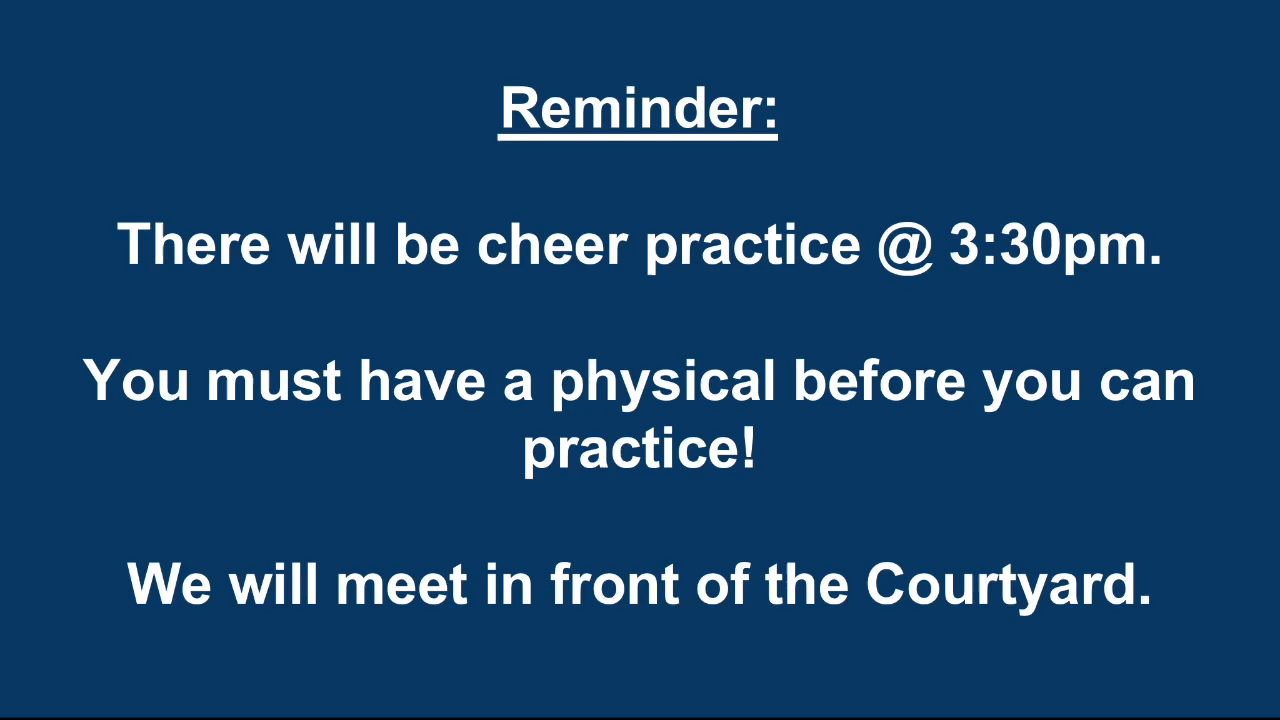 Reminder:
There will be cheer practice @ 3:30pm.
You must have a physical before you can
practice!
We will meet in front of the Courtyard.